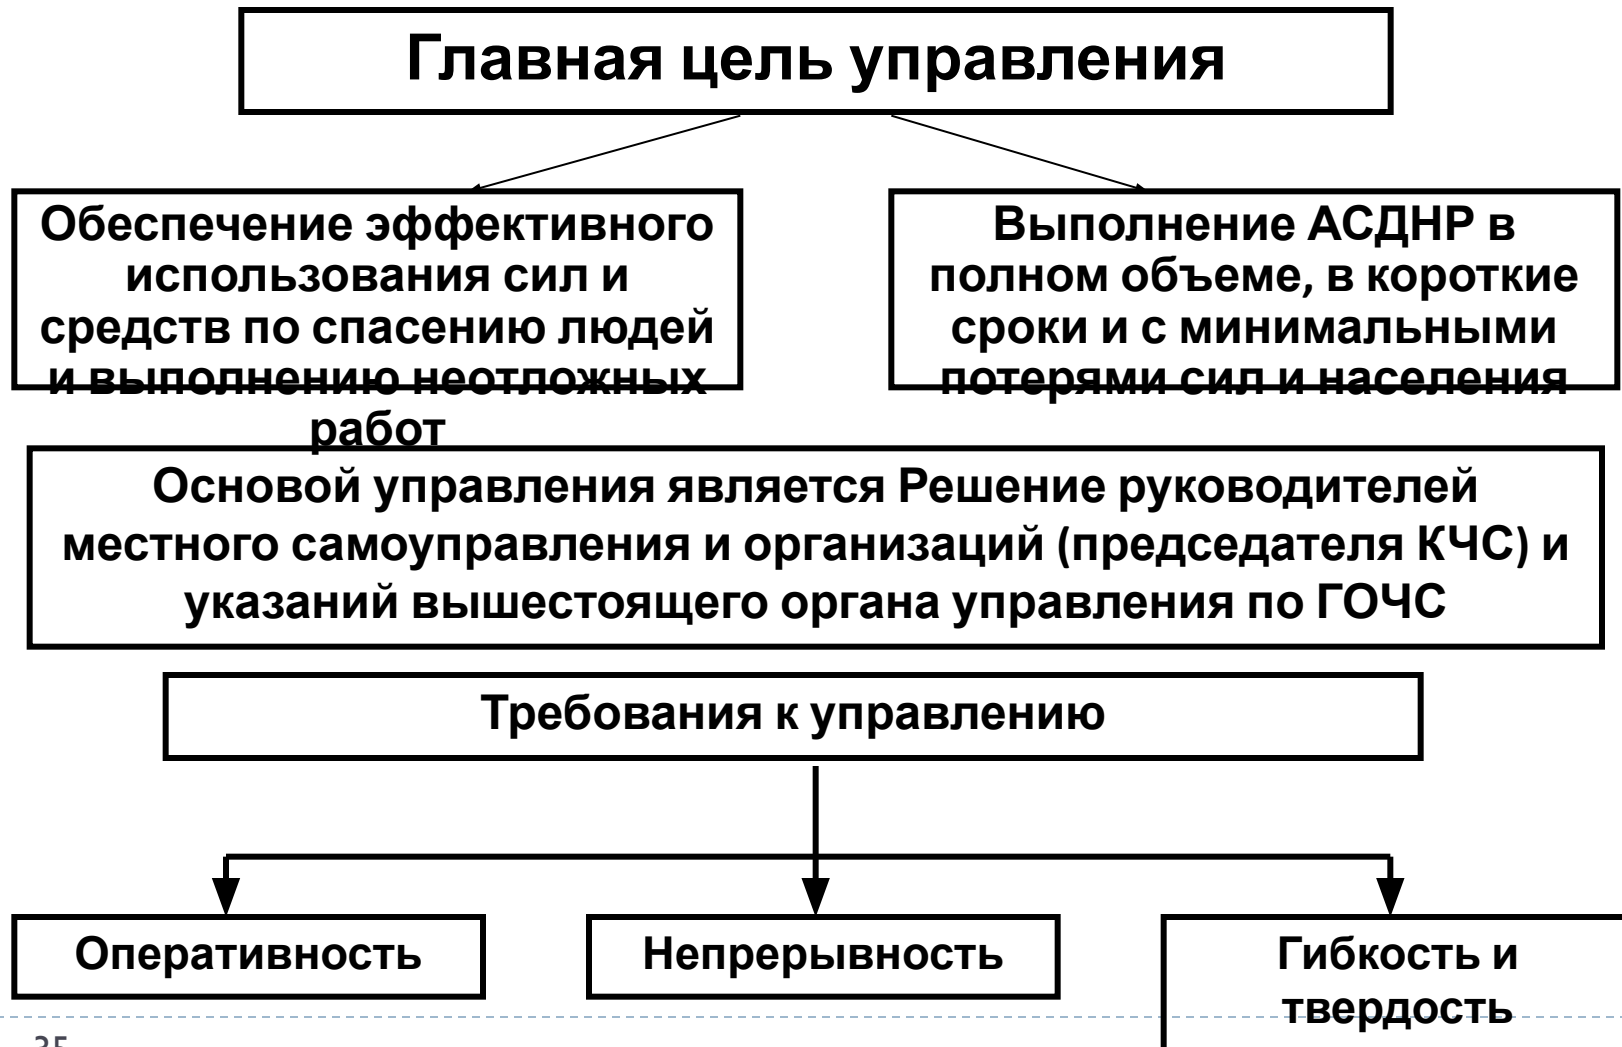 Главная цель управления
Обеспечение эффективного
использования сил и
средств по спасению людей
и выполнению неотложных
работ
Выполнение АСДНР в
полном объеме, в короткие
сроки и с минимальными
потерями сил и населения
Основой управления является Решение руководителей
местного самоуправления и организаций (председателя КЧС) и
указаний вышестоящего органа управления по ГОЧС
Требования к управлению
Оперативность
Непрерывность
Гибкость и
твердость
35